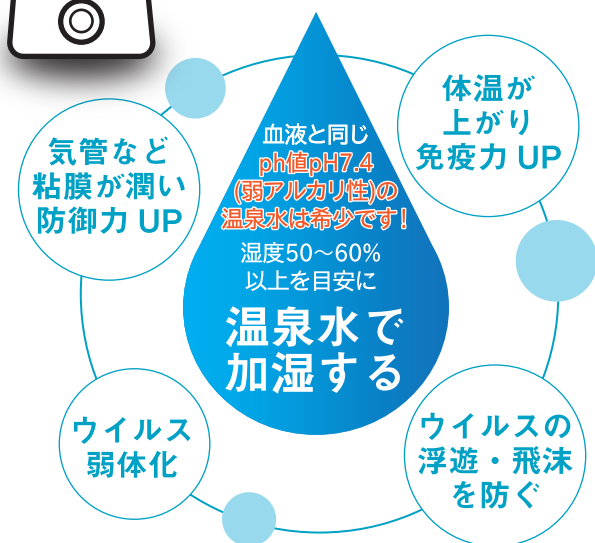 体温が
上がり
免疫力 UP
気管など
粘膜が潤い
防御力 UP
血液と同じ
ph値pH7.4
(弱アルカリ性)の
温泉水は希少です!
湿度50〜60%
以上を目安に
温泉水で
加湿する
ウイルス
弱体化
ウイルスの
浮遊・飛沫
を防ぐ